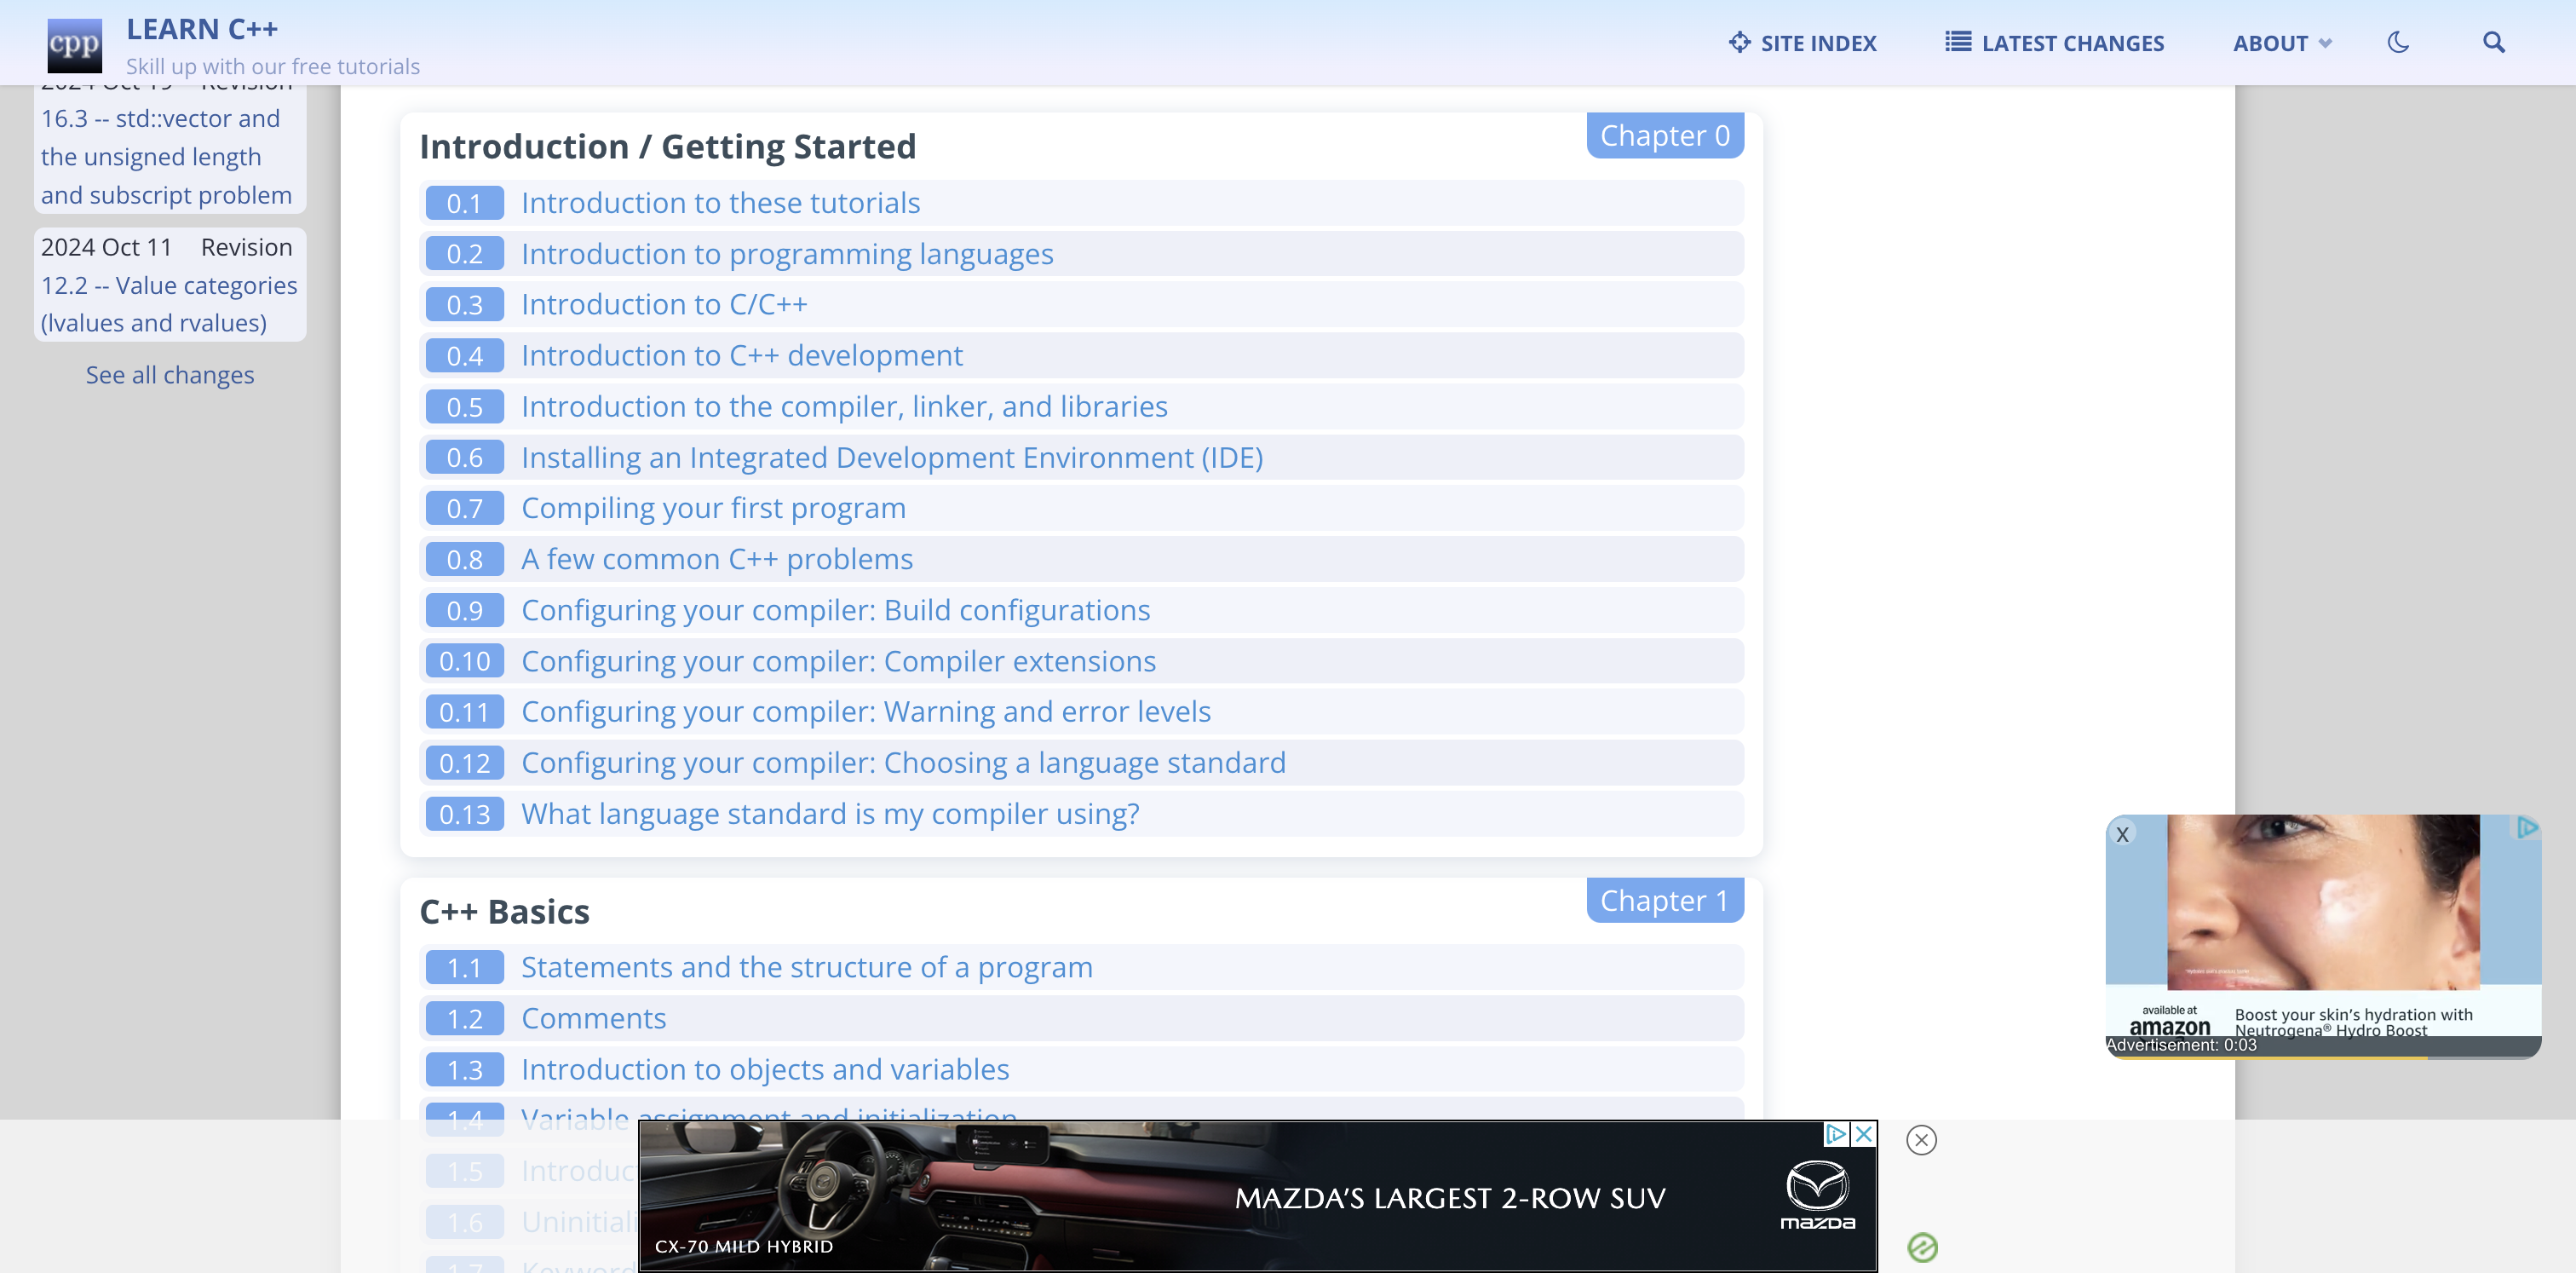 cpp
LEARN C++
Skill up with our free tutorials
SITE INDEX
LATEST CHANGES
ABOUT
2024 Oct 19 Revision
16.3 -- std::vector and
the unsigned length
and subscript problem
2024 Oct 11 Revision
12.2 -- Value categories
(lvalues and rvalues)
See all changes
Introduction / Getting Started
Chapter 0
0.1 Introduction to these tutorials
0.2 Introduction to programming languages
0.3 Introduction to C/C++
0.4 Introduction to C++ development
0.5 Introduction to the compiler, linker, and libraries
0.6 Installing an Integrated Development Environment (IDE)
0.7 Compiling your first program
0.8 A few common C++ problems
0.9 Configuring your compiler: Build configurations
0.10 Configuring your compiler: Compiler extensions
0.11 Configuring your compiler: Warning and error levels
0.12 Configuring your compiler: Choosing a language standard
0.13 What language standard is my compiler using?
C++ Basics
Chapter 1
1.1 Statements and the structure of a program
1.2 Comments
1.3 Introduction to objects and variables
1.4 Variable assignment and initialization
1.5 Introduc
1.6 Uninitiali
1.7 Keyword
X
available at
amazon
Boost your skin's hydration with
Neutrogena® Hydro Boost
Advertisement: 0:03
MAZDA'S LARGEST 2-ROW SUV
mazda
CX-70 MILD HYBRID